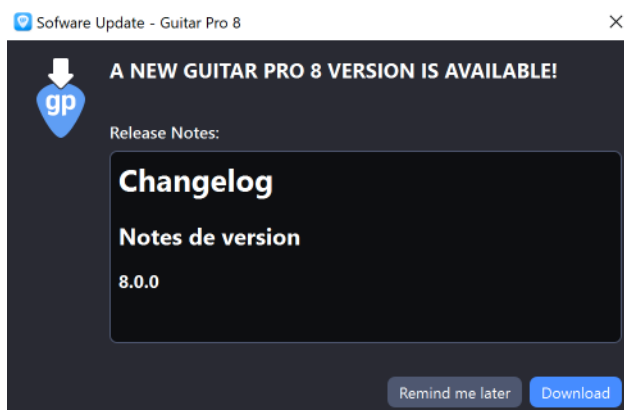 Sofware Update - Guitar Pro 8
A NEW GUITAR PRO 8 VERSION IS AVAILABLE!
gp
Release Notes:
Changelog
Notes de version
8.0.0
Remind me later
Download